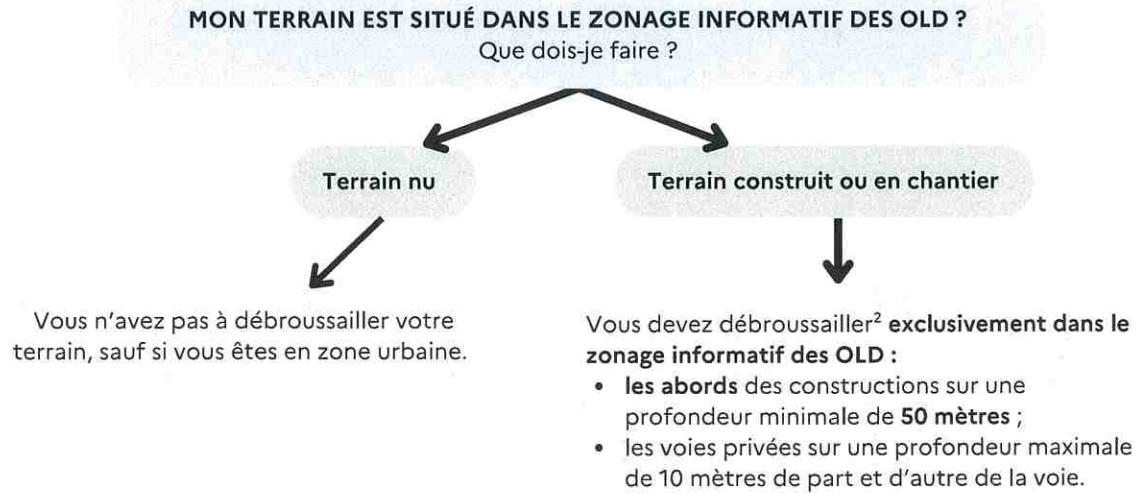 MON TERRAIN EST SITUÉ DANS LE ZONAGE INFORMATIF DES OLD ?
Que dois-je faire ?
Terrain nu
Terrain construit ou en chantier
Vous n'avez pas à débroussailler votre
terrain, sauf si vous êtes en zone urbaine.
Vous devez débroussailler² exclusivement dans le
zonage informatif des OLD :
• les abords des constructions sur une
profondeur minimale de 50 mètres ;
• les voies privées sur une profondeur maximale
de 10 mètres de part et d'autre de la voie.